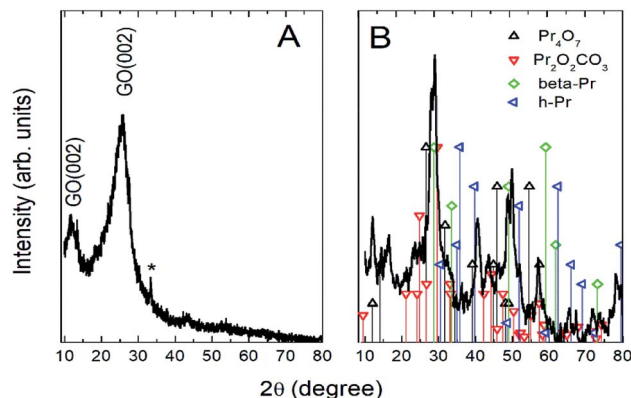 Intensity (arb. units)
A
GO(002)
GO(002)
*
10 20 30 40 50 60 70 80
B
Pr₄O₇
Pr₂O₂CO₃
beta-Pr
h-Pr
10 20 30 40 50 60 70 80
2θ (degree)